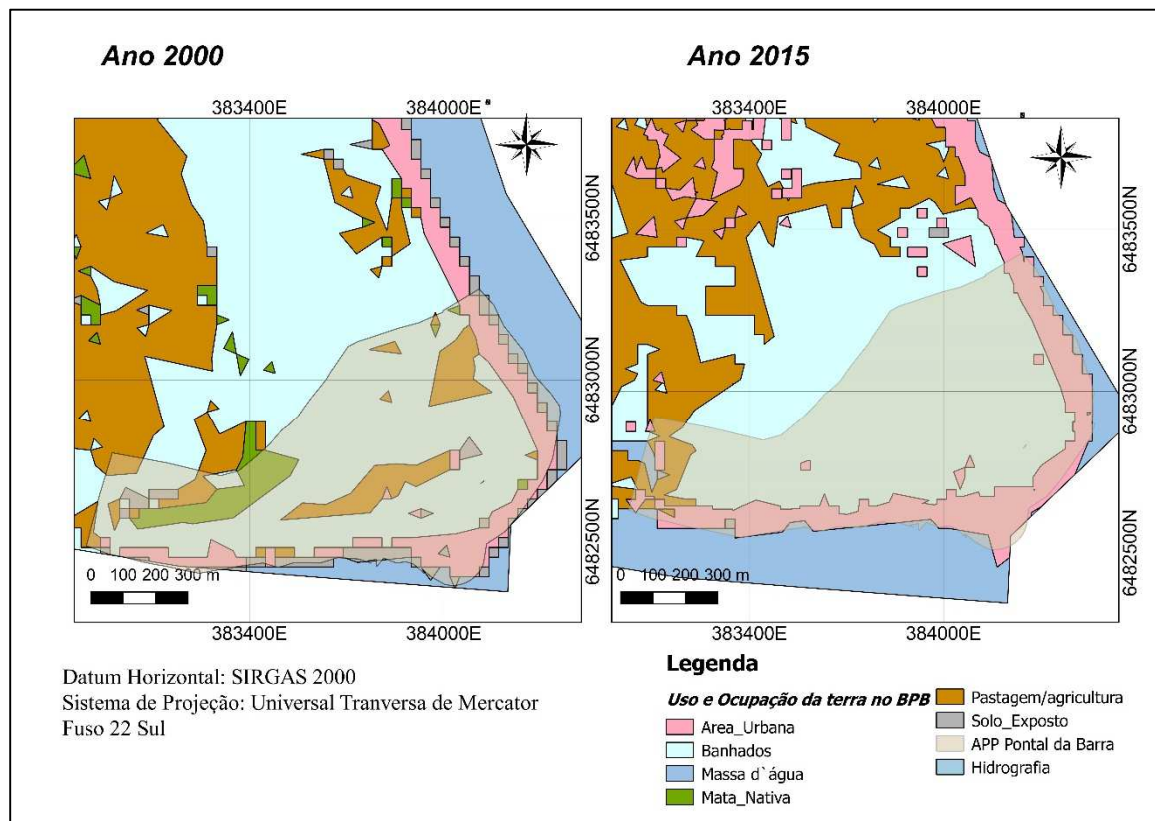 Ano 2000
Ano 2015
383400E
384000E
383400E
384000E
6483500N
6483000N
6482500N
6483500N
6483000N
6482500N
0 100 200 300 m
0 100 200 300 m
383400E
384000E
383400E
384000E
Datum Horizontal: SIRGAS 2000
Sistema de Projeção: Universal Tranversa de Mercator
Fuso 22 Sul
Legenda
Uso e Ocupação da terra no BPB
Area_Urbana
Banhados
Massa d`água
Mata_Nativa
Pastagem/agricultura
Solo_Exposto
APP Pontal da Barra
Hidrografia